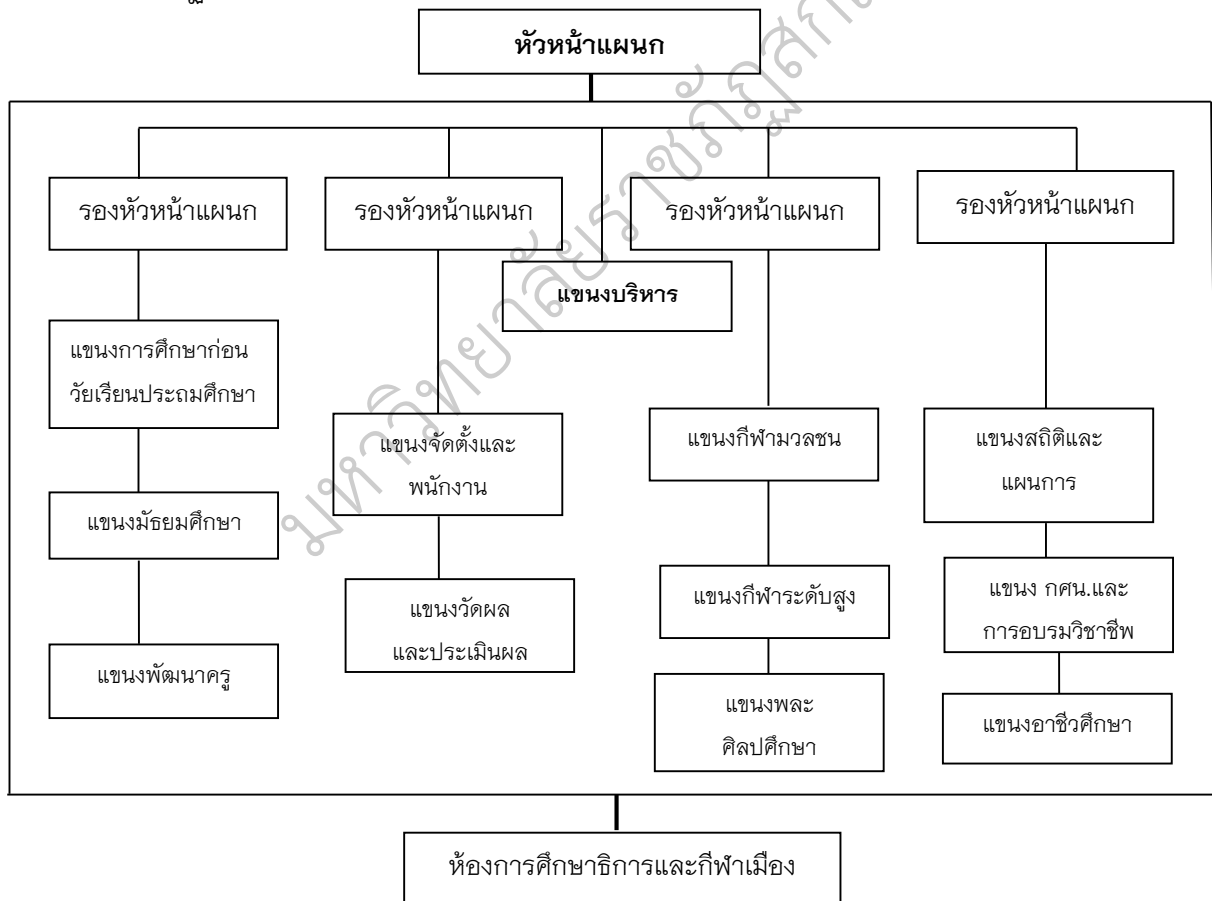 หัวหน้าแผนก
รองหัวหน้าแผนก
รองหัวหน้าแผนก
รองหัวหน้าแผนก
รองหัวหน้าแผนก
แขนงบริหาร
แขนงการศึกษาก่อน
วัยเรียนประถมศึกษา
แขนงมัธยมศึกษา
แขนงพัฒนาครู
แขนงจัดตั้งและ
พนักงาน
แขนงวัดผล
และประเมินผล
แขนงกีฬามวลชน
แขนงกีฬาระดับสูง
แขนงพละ
ศิลปศึกษา
แขนงสถิติและ
แผนการ
แขนง กศน.และ
การอบรมวิชาชีพ
แขนงอาชีวศึกษา
ห้องการศึกษาธิการและกีฬาเมือง
มหาวิทยาลัยราชภัฏ